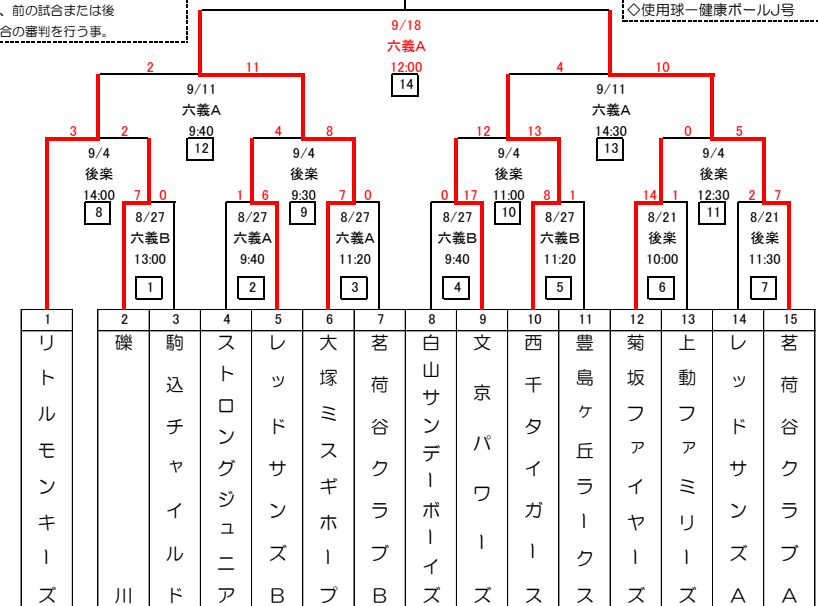 、前の試合または後
合の審判を行う事。
◇使用球ー健康ボールJ号
9/18
六義A
12:00
14
2 11
4 10
9/11
六義A
9:40
12
9/11
六義A
14:30
13
3 2
4 8
12 13
0 5
9/4
後楽
14:00
8
9/4
後楽
9:30
9
9/4
後楽
11:00
10
9/4
後楽
12:30
11
7 0
1 6
7 0
0 17
8 1
14 1
2 7
8/27
六義B
13:00
1
8/27
六義A
9:40
2
8/27
六義A
11:20
3
8/27
六義B
9:40
4
8/27
六義B
11:20
5
8/21
後楽
10:00
6
8/21
後楽
11:30
7
1
リトルモンキーズ
2
礫川
3
駒込チャイルド
4
ストロングジュニア
5
レッドサンズB
6
大塚ミスギホープ
7
茗荷谷クラブB
8
白山サンデーボーイズ
9
文京パワーズ
10
西千タイガース
11
豊島ヶ丘ラークス
12
菊坂ファイヤーズ
13
上動ファミリーズ
14
レッドサンズA
15
茗荷谷クラブA